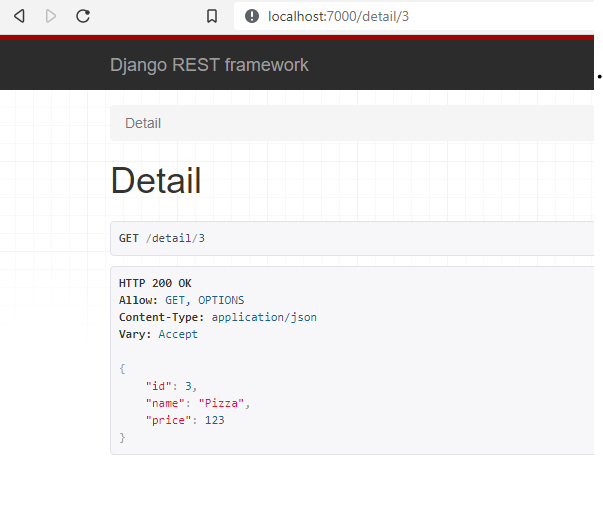 localhost:7000/detail/3
Django REST framework
Detail
Detail
GET /detail/3
HTTP 200 OK
Allow: GET, OPTIONS
Content-Type: application/json
Vary: Accept
{
    "id": 3,
    "name": "Pizza",
    "price": 123
}